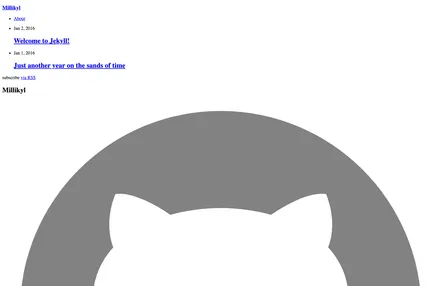 Millikyl
About
Jan 2, 2016
Welcome to Jekyll!
Jan 1, 2016
Just another year on the sands of time
subscribe via RSS
Millikyl